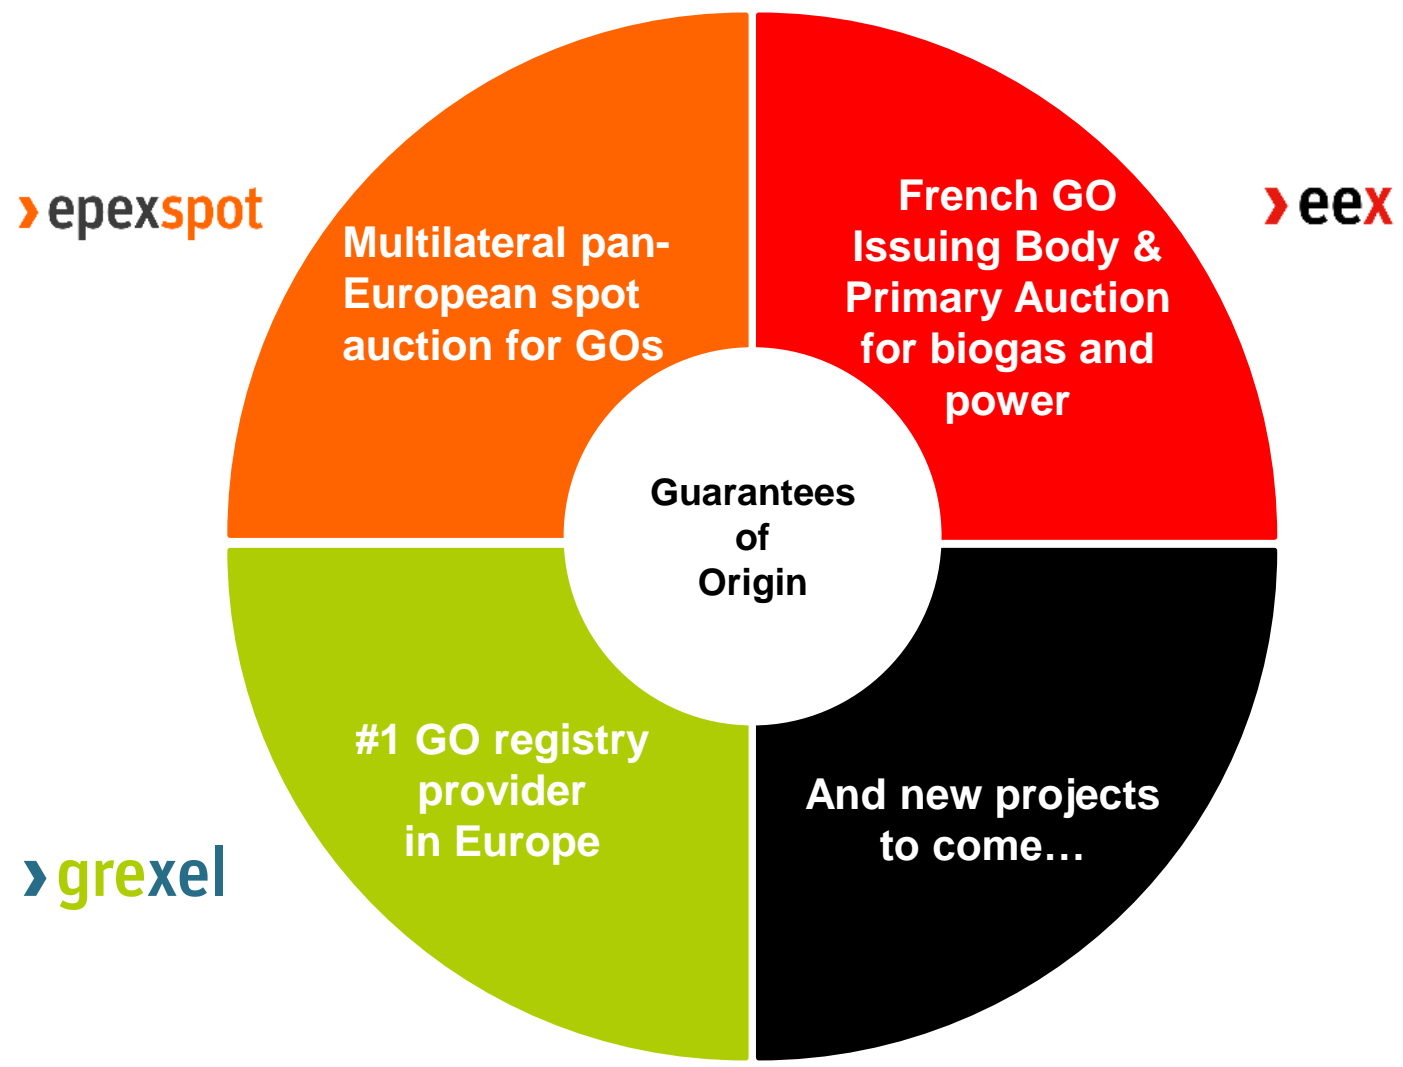 epexspot
Multilateral pan-
European spot
auction for GOs
French GO
Issuing Body &
Primary Auction
for biogas and
power
eex
Guarantees
of
Origin
#1 GO registry
provider
in Europe
grexel
And new projects
to come…